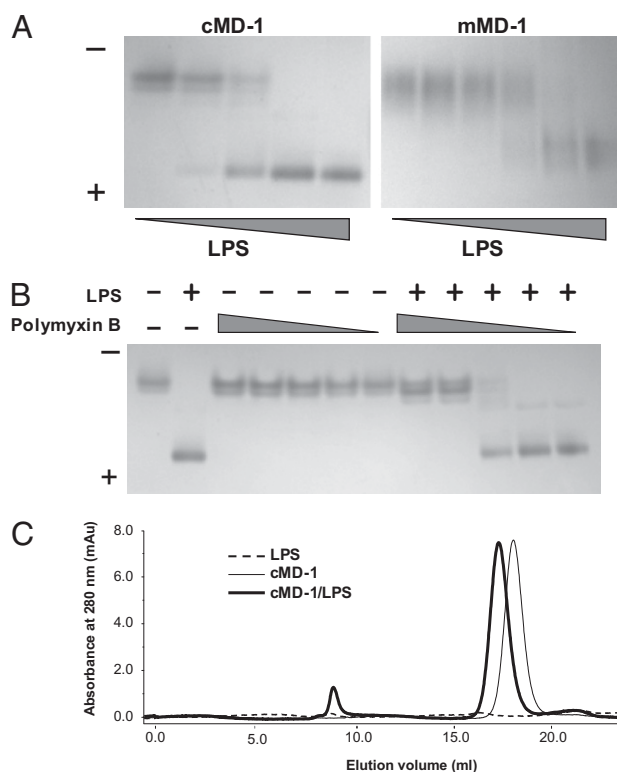 A
cMD-1 mMD-1
−
+
LPS LPS
B
LPS − + − − − − − + + + + +
Polymyxin B − −
−
+
C
8.0
6.0
4.0
2.0
0.0
Absorbance at 280 nm (mAu)
LPS
cMD-1
cMD-1/LPS
0.0 5.0 10.0 15.0 20.0
Elution volume (ml)